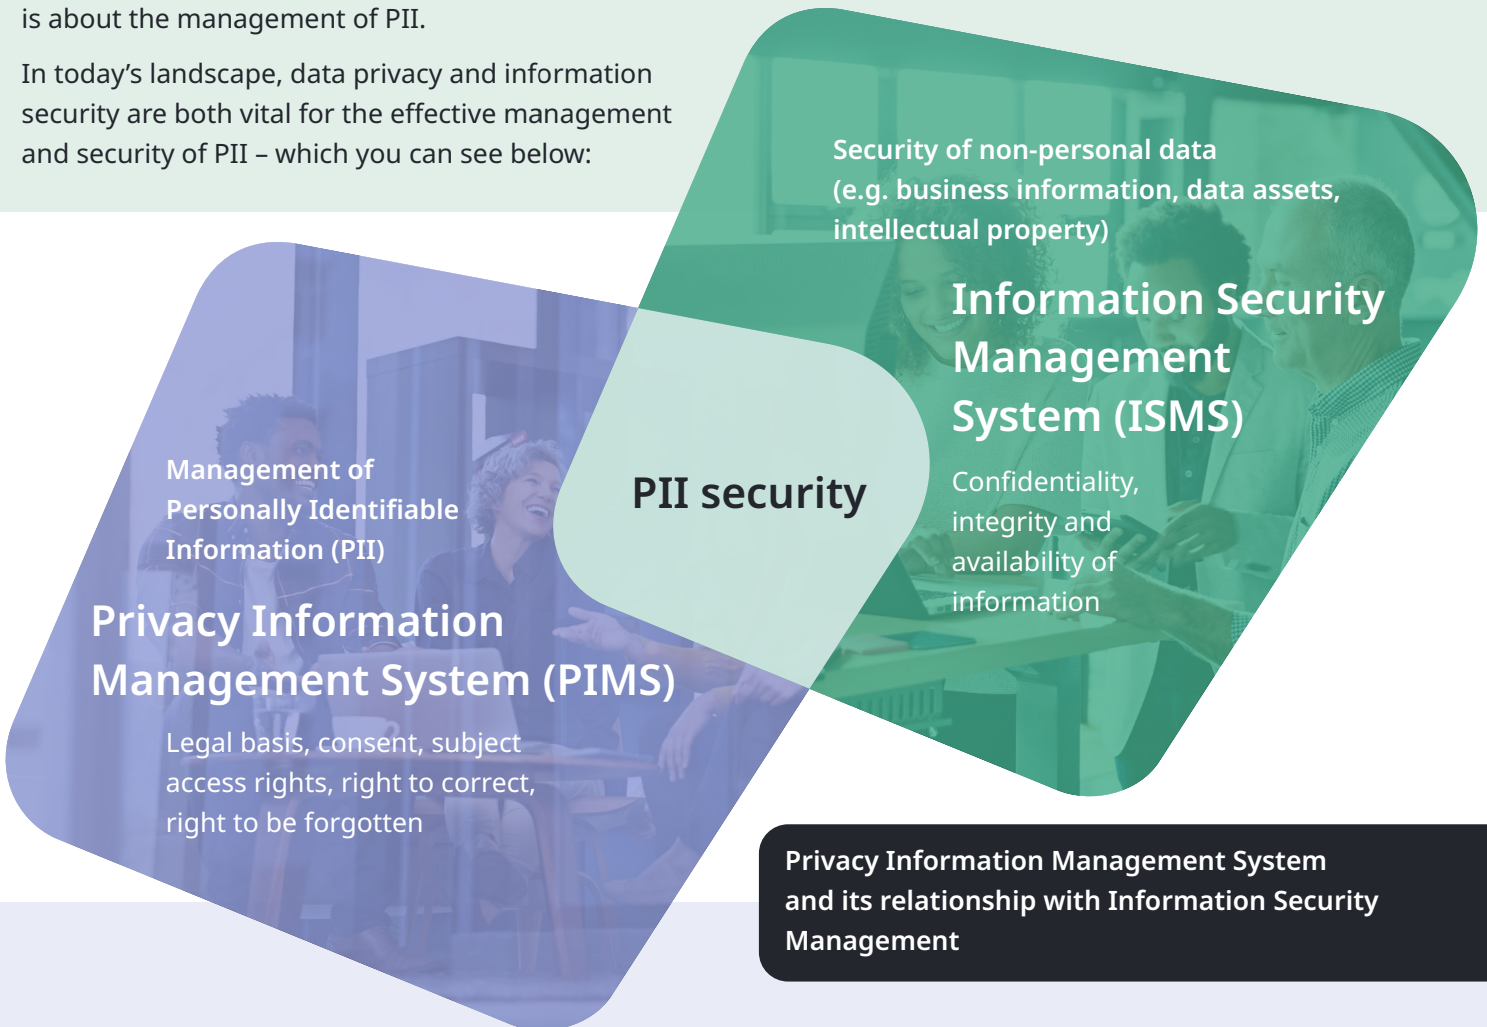 is about the management of PII.
In today’s landscape, data privacy and information
security are both vital for the effective management
and security of PII – which you can see below:
Security of non-personal data
(e.g. business information, data assets,
intellectual property)
Information Security
Management
System (ISMS)
Confidentiality,
integrity and
availability of
information
PII security
Management of
Personally Identifiable
Information (PII)
Privacy Information
Management System (PIMS)
Legal basis, consent, subject
access rights, right to correct,
right to be forgotten
Privacy Information Management System
and its relationship with Information Security
Management